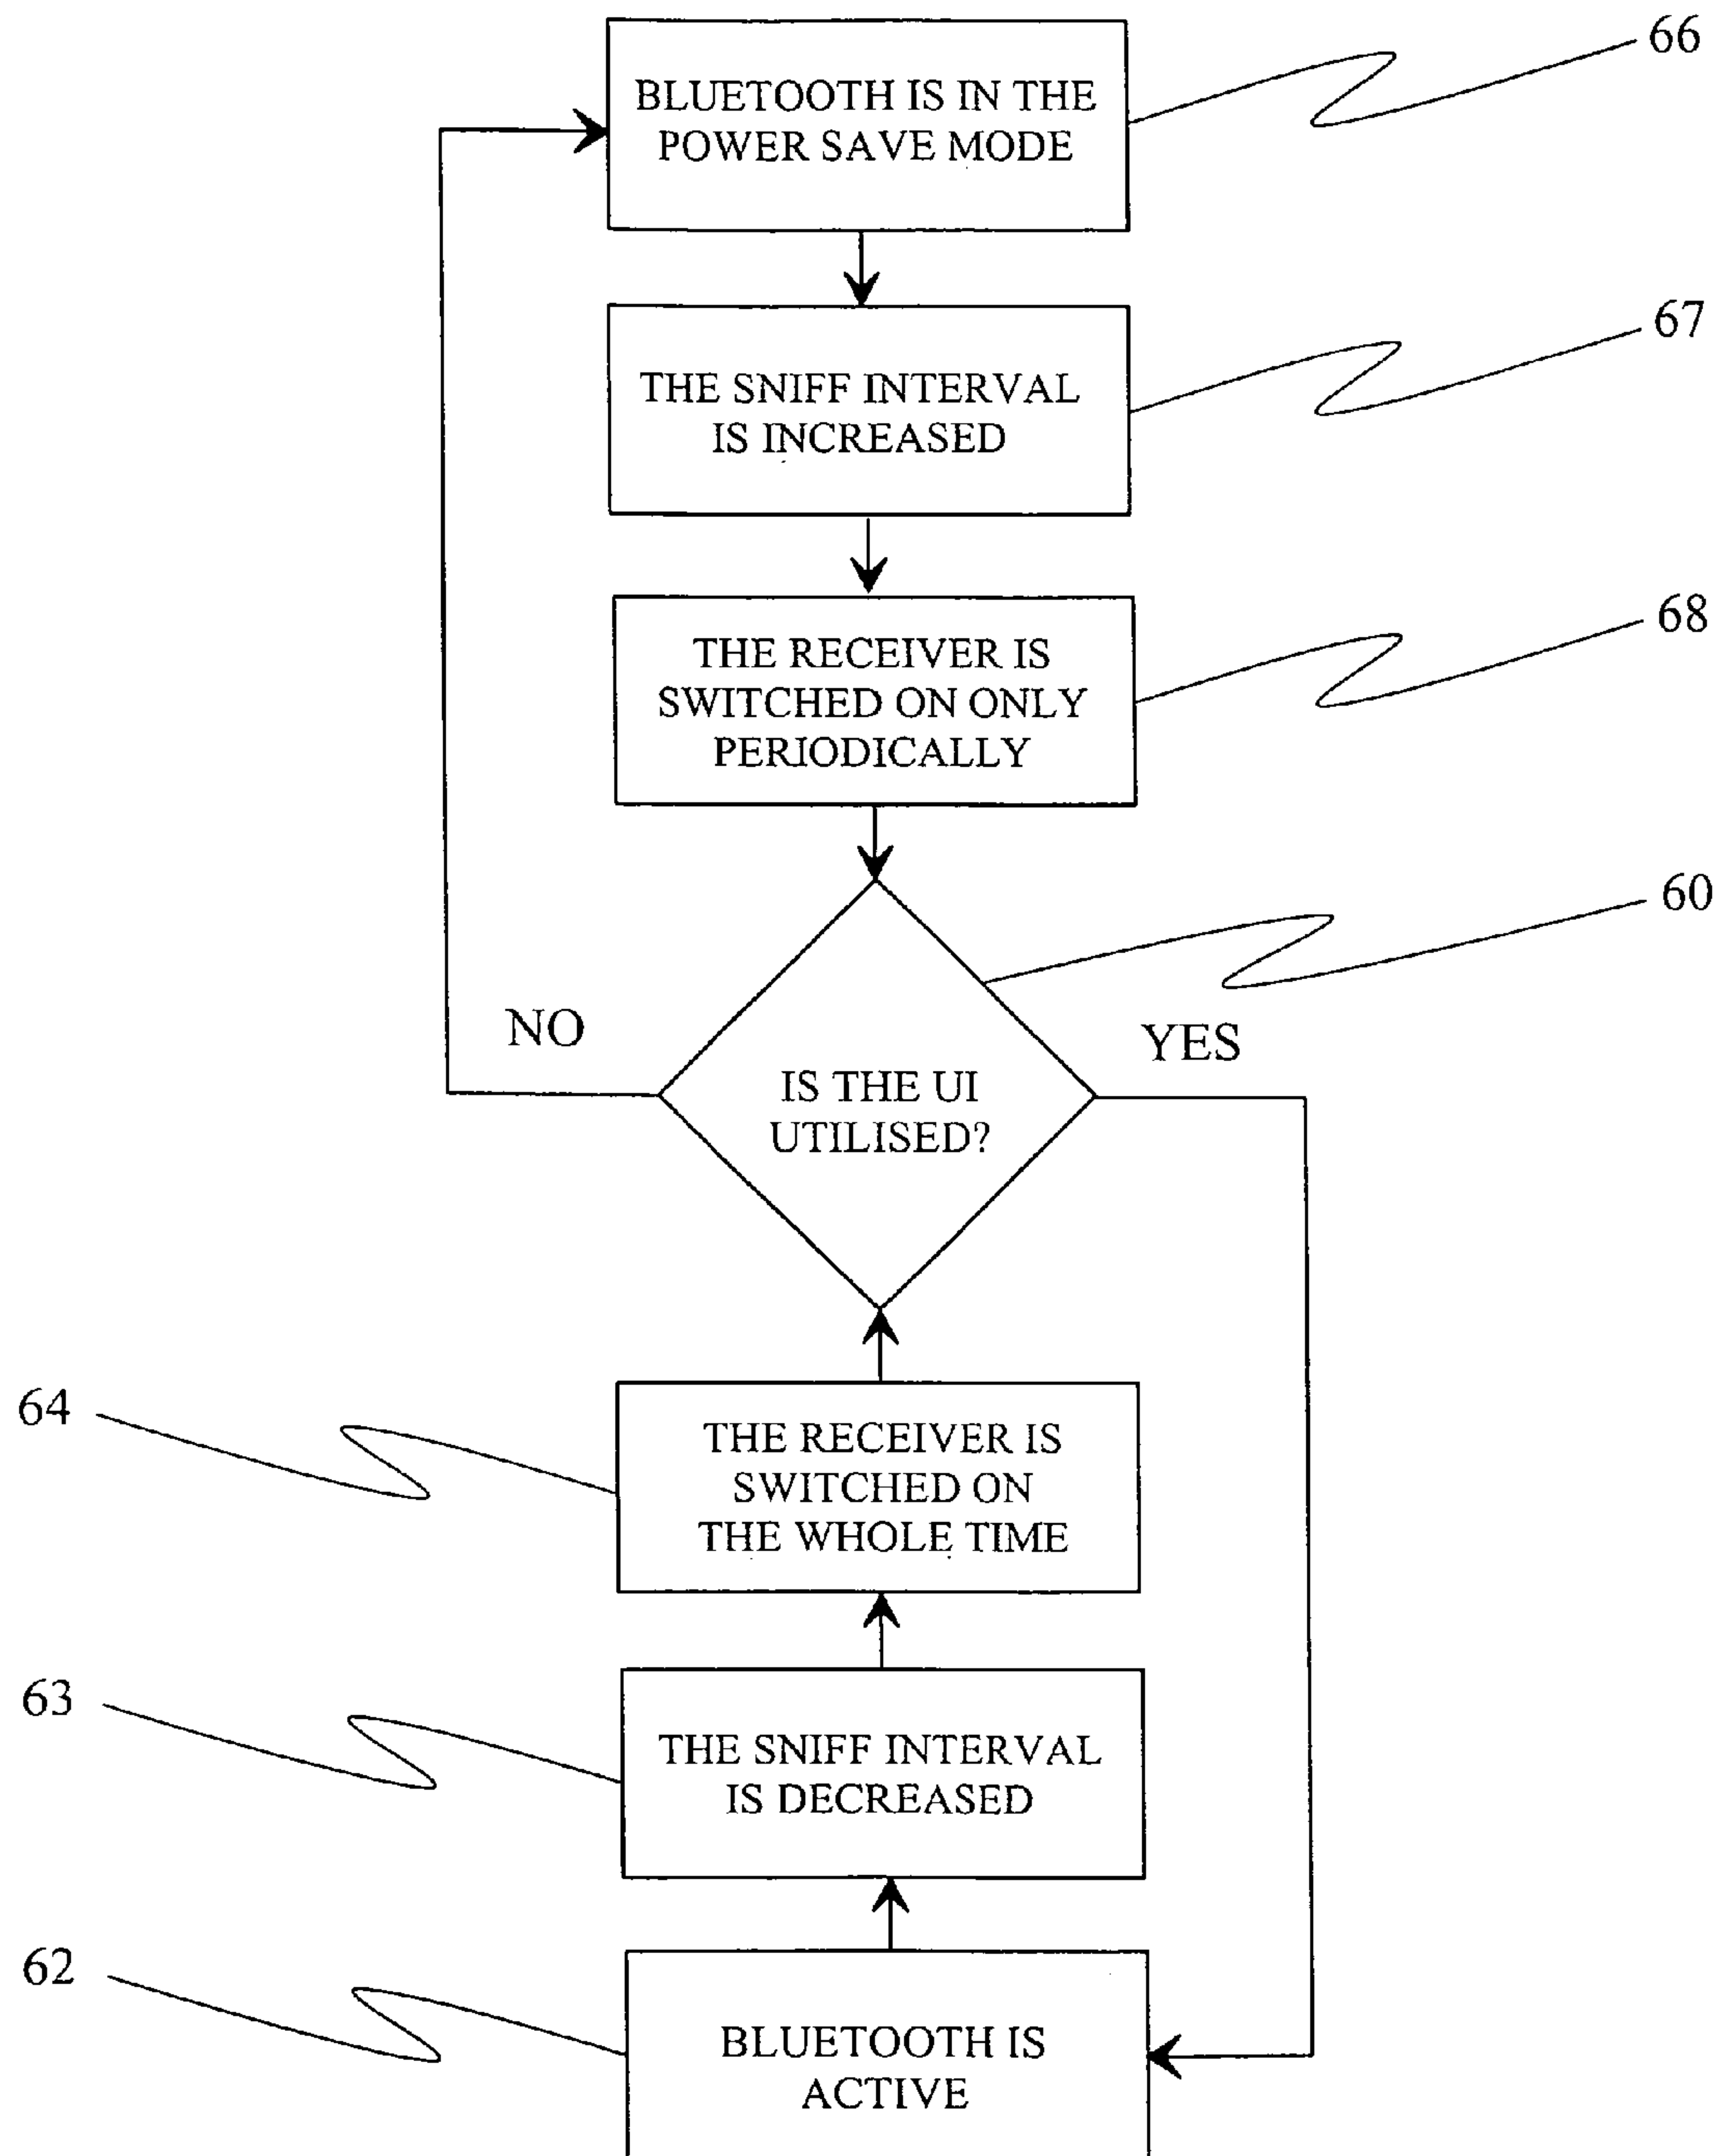 66
BLUETOOTH IS IN THE
POWER SAVE MODE
67
THE SNIFF INTERVAL
IS INCREASED
68
THE RECEIVER IS
SWITCHED ON ONLY
PERIODICALLY
60
NO
YES
IS THE UI
UTILISED?
64
THE RECEIVER IS
SWITCHED ON
THE WHOLE TIME
63
THE SNIFF INTERVAL
IS DECREASED
62
BLUETOOTH IS
ACTIVE